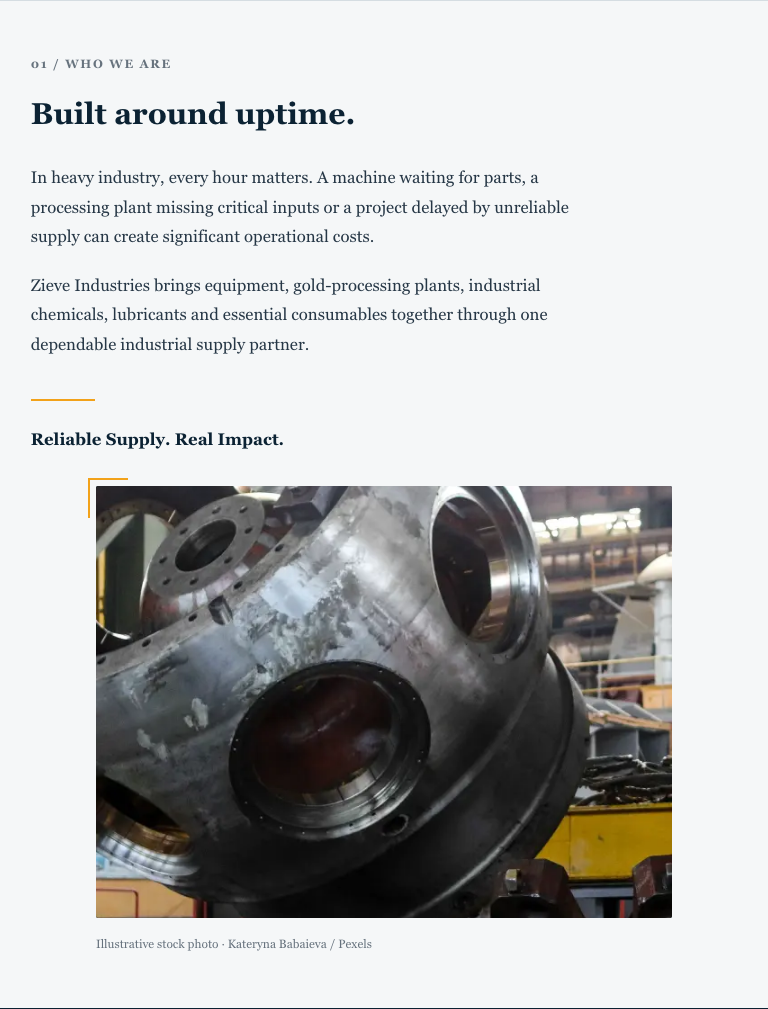 01 / WHO WE ARE
Built around uptime.
In heavy industry, every hour matters. A machine waiting for parts, a
processing plant missing critical inputs or a project delayed by unreliable
supply can create significant operational costs.
Zieve Industries brings equipment, gold-processing plants, industrial
chemicals, lubricants and essential consumables together through one
dependable industrial supply partner.
Reliable Supply. Real Impact.
Illustrative stock photo · Kateryna Babaieva / Pexels